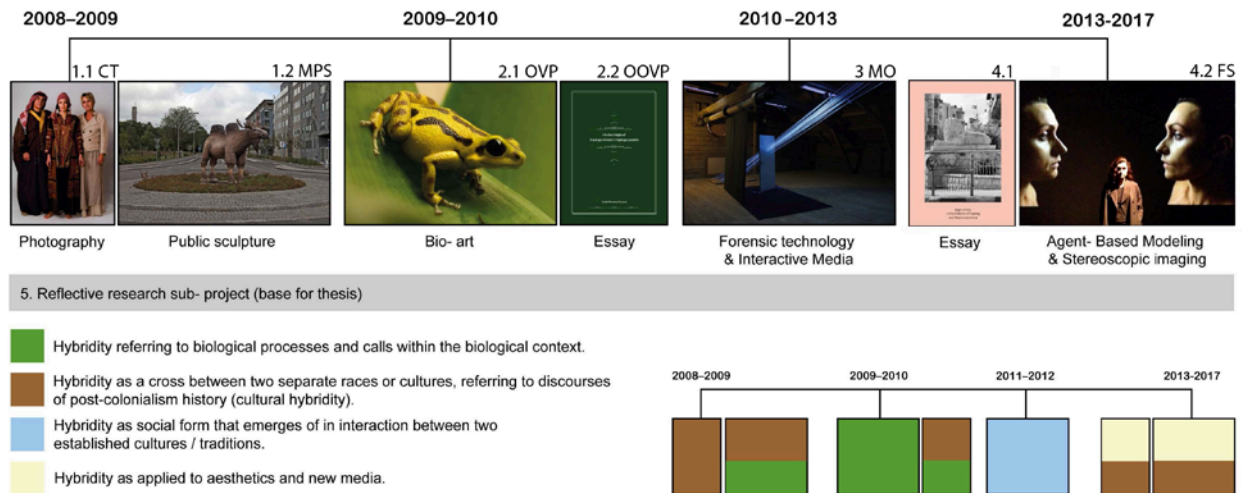 2008–2009
2009–2010
2010–2013
2013-2017
1.1 CT
1.2 MPS
2.1 OVP
2.2 OOVP
3 MO
4.1
4.2 FS
Photography
Public sculpture
Bio- art
Essay
Forensic technology
& Interactive Media
Essay
Agent- Based Modeling
& Stereoscopic imaging
5. Reflective research sub- project (base for thesis)
Hybridity referring to biological processes and calls within the biological context.
Hybridity as a cross between two separate races or cultures, referring to discourses
of post-colonialism history (cultural hybridity).
Hybridity as social form that emerges of in interaction between two
established cultures / traditions.
Hybridity as applied to aesthetics and new media.
2008–2009
2009–2010
2011–2012
2013-2017